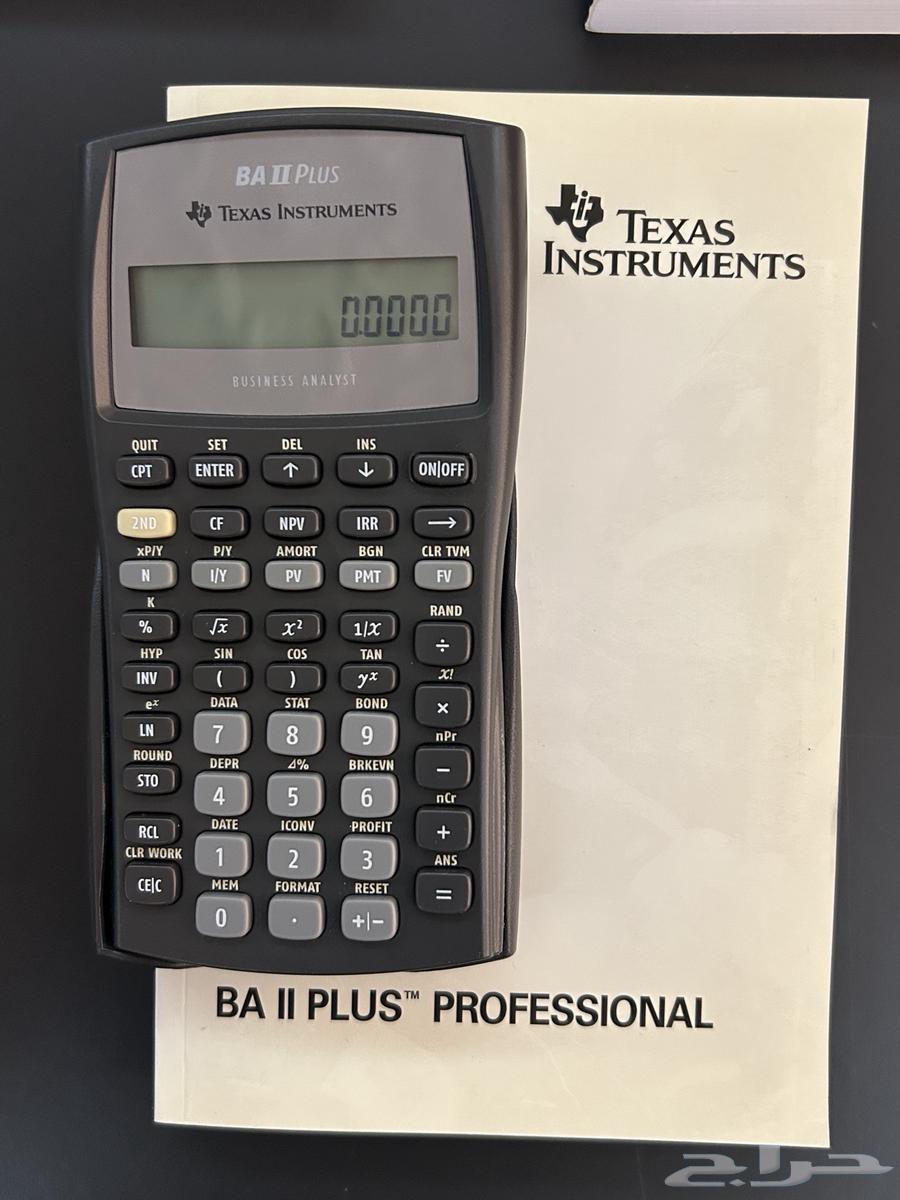 BA II PLUS
TEXAS INSTRUMENTS
0.0000
BUSINESS ANALYST
QUIT SET DEL INS
CPT ENTER ↑ ↓ ON|OFF
2ND CF NPV IRR →
xP/Y P/Y AMORT BGN CLR TVM
N I/Y PV PMT FV
K RAND
% √x x² 1/x ÷
HYP SIN COS TAN x!
INV ( ) yˣ ×
eˣ DATA STAT BOND nPr
LN 7 8 9 −
ROUND DEPR Δ% BRKEVN nCr
STO 4 5 6 +
DATE ICONV PROFIT ANS
RCL 1 2 3 =
CLR WORK MEM FORMAT RESET
CE|C 0 . +|−
ti
TEXAS
INSTRUMENTS
BA II PLUS™ PROFESSIONAL
حراج